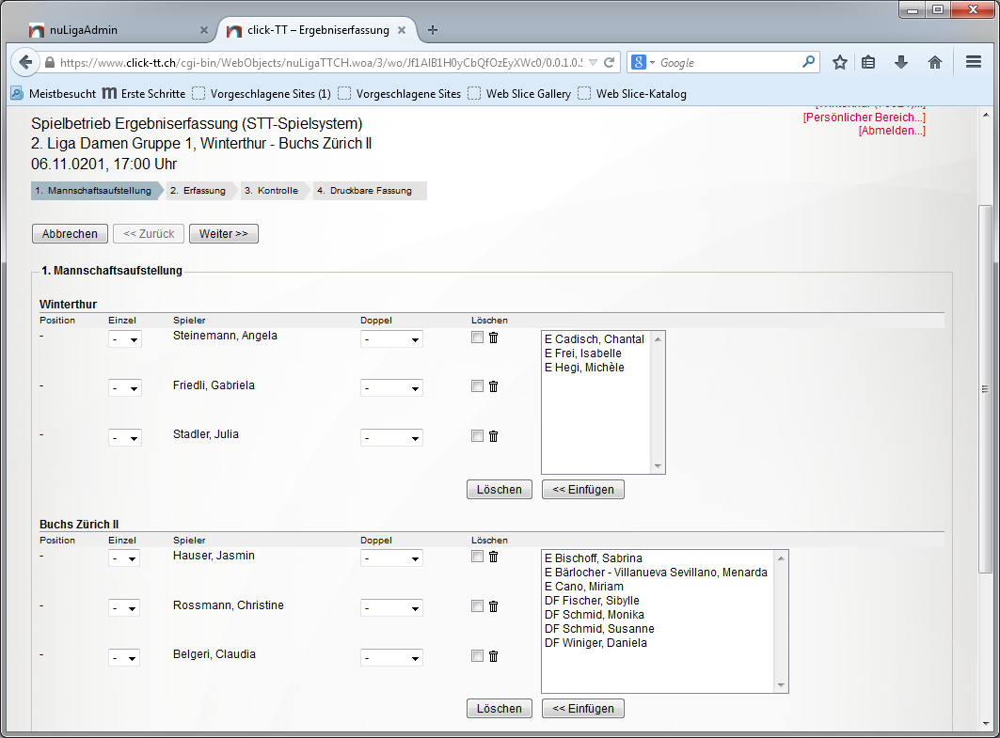 nuLigaAdmin
click-TT – Ergebniserfassung
https://www.click-tt.ch/cgi-bin/WebObjects/nuLigaTTCH.woa/3/wo/Jf1AIB1H0yCbQfOzEyXWc0/0.0.1.0.
Google
Meistbesucht
Erste Schritte
Vorgeschlagene Sites (1)
Vorgeschlagene Sites
Web Slice Gallery
Web Slice-Katalog
[Persönlicher Bereich...]
[Abmelden...]
Spielbetrieb Ergebniserfassung (STT-Spielsystem)
2. Liga Damen Gruppe 1, Winterthur - Buchs Zürich II
06.11.0201, 17:00 Uhr
1. Mannschaftsaufstellung 2. Erfassung 3. Kontrolle 4. Druckbare Fassung
Abbrechen << Zurück Weiter >>
1. Mannschaftsaufstellung
Winterthur
Position Einzel Spieler Doppel Löschen
- - Steinemann, Angela -
- - Friedli, Gabriela -
- - Stadler, Julia -
E Cadisch, Chantal
E Frei, Isabelle
E Hegi, Michèle
Löschen << Einfügen
Buchs Zürich II
Position Einzel Spieler Doppel Löschen
- - Hauser, Jasmin -
- - Rossmann, Christine -
- - Belgeri, Claudia -
E Bischoff, Sabrina
E Bärlocher - Villanueva Sevillano, Menarda
E Cano, Miriam
DF Fischer, Sibylle
DF Schmid, Monika
DF Schmid, Susanne
DF Winiger, Daniela
Löschen << Einfügen